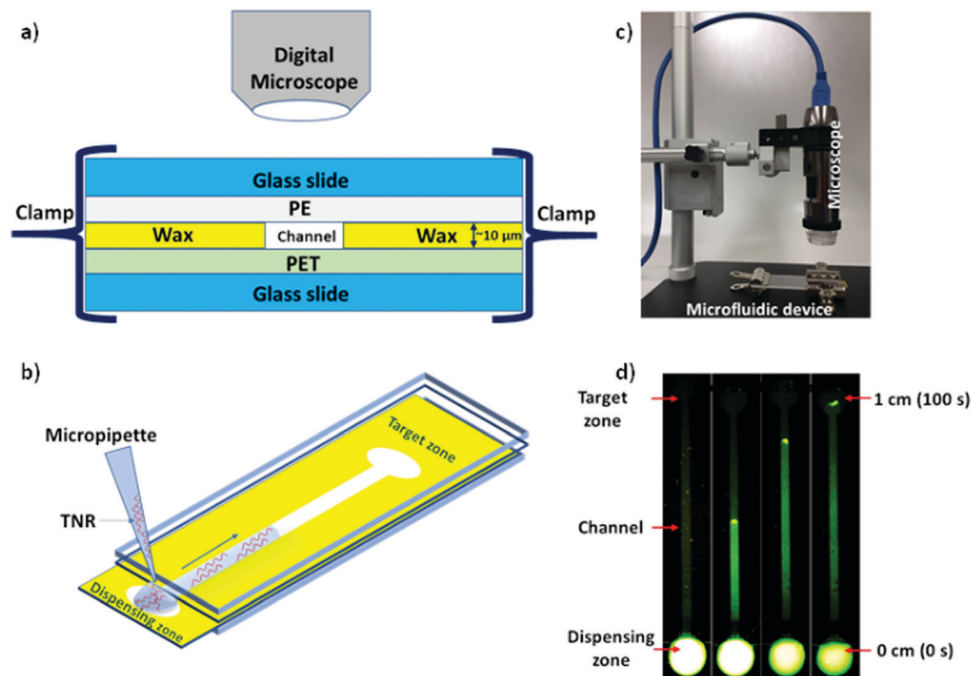 a)
Digital
Microscope
Glass slide
PE
Clamp
Wax
Channel
Wax
~10 µm
Clamp
PET
Glass slide
b)
Micropipette
TNR
Target zone
Dispensing zone
c)
Microscope
Microfluidic device
d)
Target
zone
1 cm (100 s)
Channel
Dispensing
zone
0 cm (0 s)